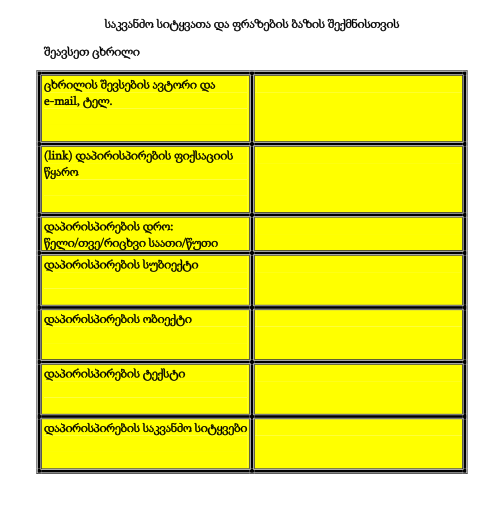 საკვანძო სიტყვათა და ფრაზების ბაზის შექმნისთვის
შეავსეთ ცხრილი
ცხრილის შევსების ავტორი და
e-mail, ტელ.
(link) დაპირისპირების ფიქსაციის
წყარო
დაპირისპირების დრო:
წელი/თვე/რიცხვი საათი/წუთი
დაპირისპირების სუბიექტი
დაპირისპირების ობიექტი
დაპირისპირების ტექსტი
დაპირისპირების საკვანძო სიტყვები